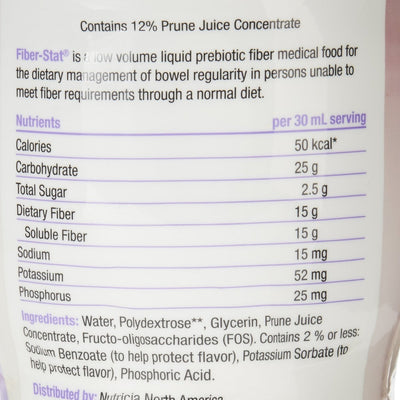 Contains 12% Prune Juice Concentrate
Fiber-Stat® is a low volume liquid prebiotic fiber medical food for
the dietary management of bowel regularity in persons unable to
meet fiber requirements through a normal diet.
Nutrients per 30 mL serving
Calories 50 kcal*
Carbohydrate 25 g
Total Sugar 2.5 g
Dietary Fiber 15 g
Soluble Fiber 15 g
Sodium 15 mg
Potassium 52 mg
Phosphorus 25 mg
Ingredients: Water, Polydextrose**, Glycerin, Prune Juice
Concentrate, Fructo-oligosaccharides (FOS). Contains 2 % or less:
Sodium Benzoate (to help protect flavor), Potassium Sorbate (to
help protect flavor), Phosphoric Acid.
Distributed by: Nutricia North America